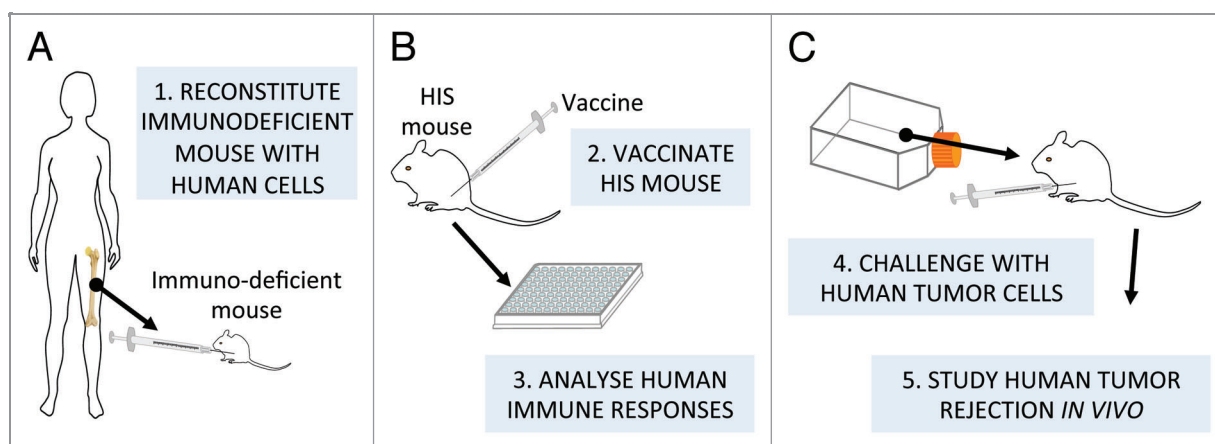 A
1. RECONSTITUTE
IMMUNODEFICIENT
MOUSE WITH
HUMAN CELLS
Immuno-deficient
mouse
B
HIS
mouse
Vaccine
2. VACCINATE
HIS MOUSE
3. ANALYSE HUMAN
IMMUNE RESPONSES
C
4. CHALLENGE WITH
HUMAN TUMOR CELLS
5. STUDY HUMAN TUMOR
REJECTION IN VIVO